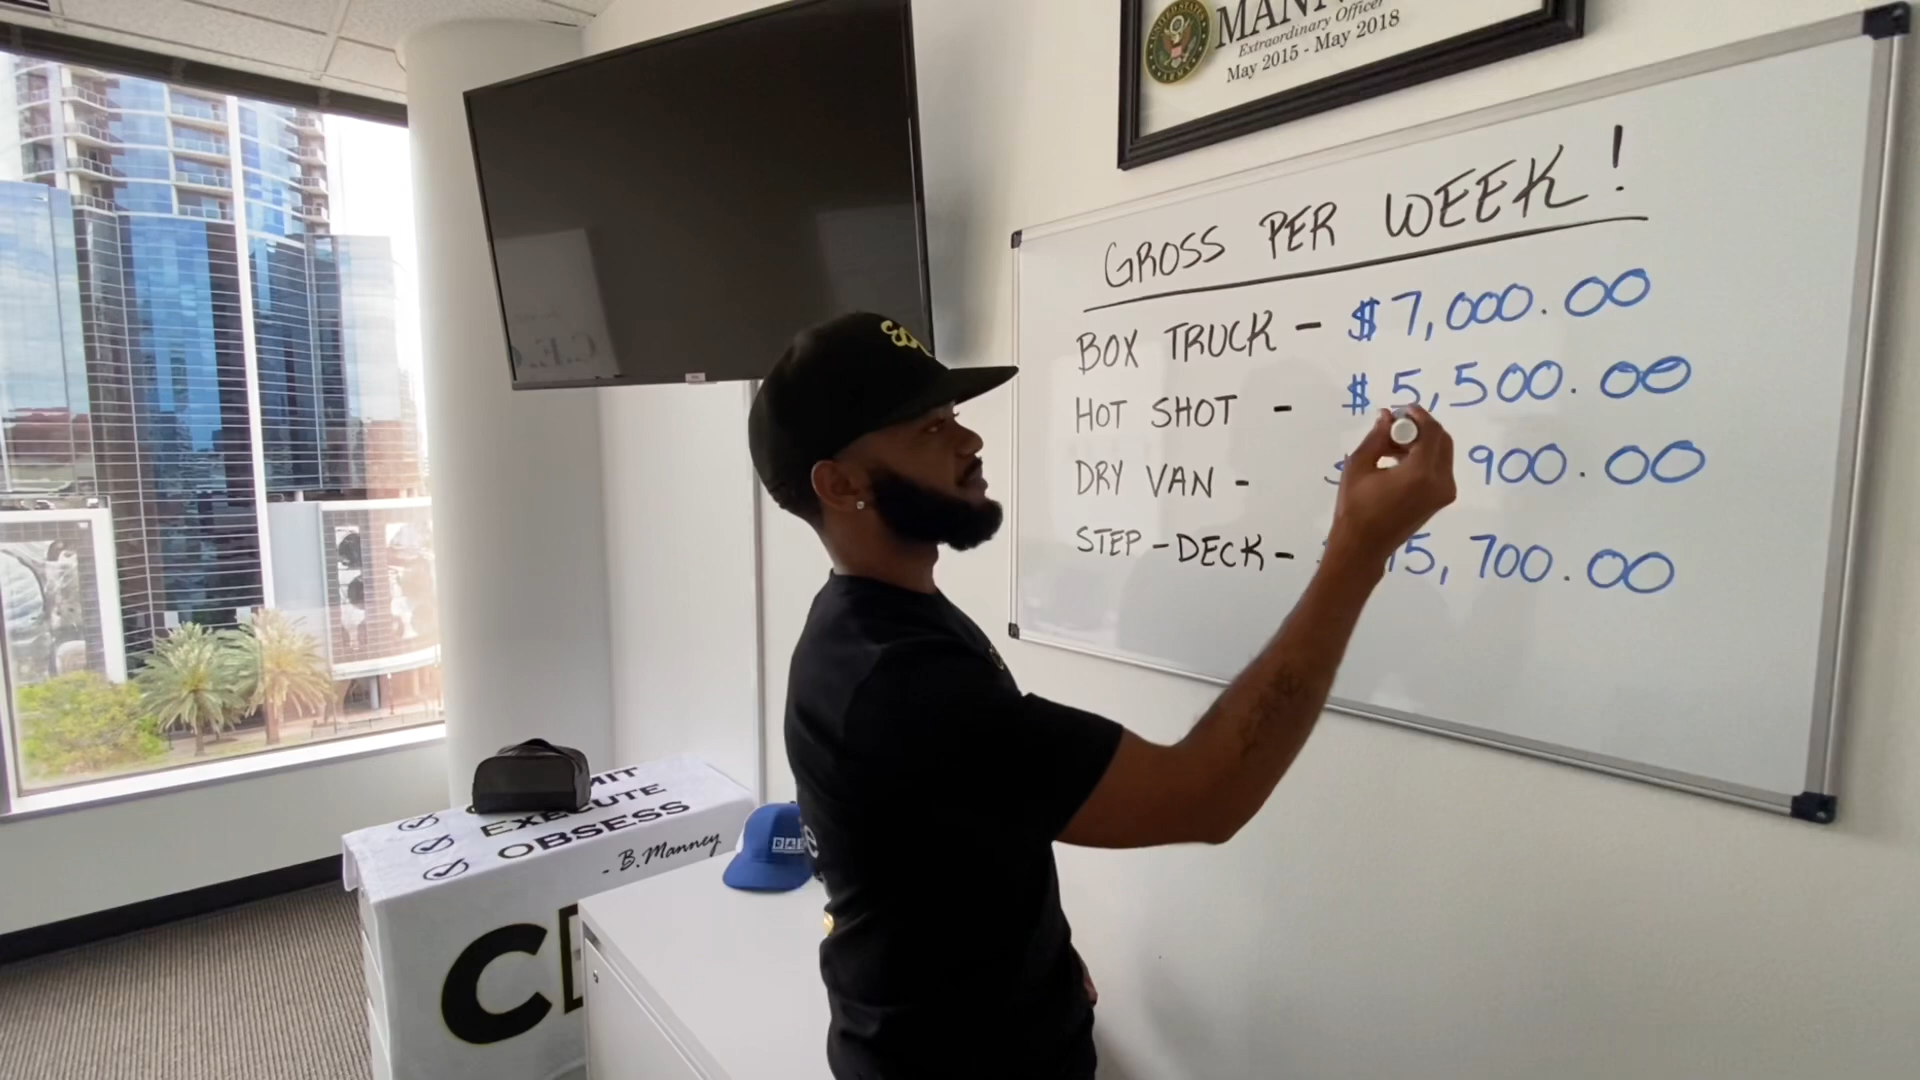 Extraordinary Officer
May 2015 - May 2018
GROSS PER WEEK!
BOX TRUCK - $7,000.00
HOT SHOT - $5,500.00
DRY VAN - 900.00
STEP-DECK- 15,700.00
EXECUTE
OBSESS
- B.Manney
C.E.O